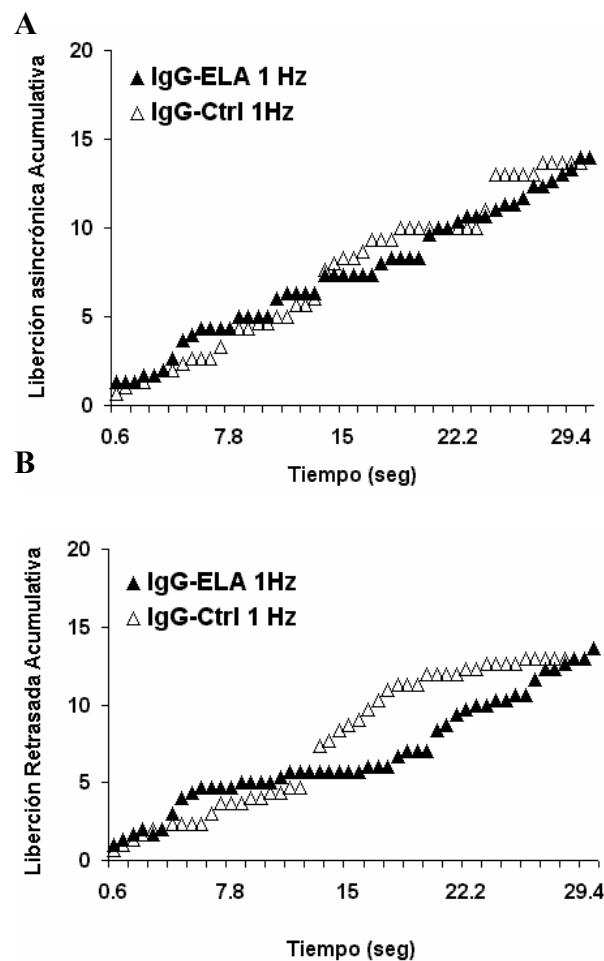 A
20
15
10
5
0
Liberción asincrónica Acumulativa
▲ IgG-ELA 1 Hz
△ IgG-Ctrl 1Hz
0.6 7.8 15 22.2 29.4
Tiempo (seg)
B
20
15
10
5
0
Liberción Retrasada Acumulativa
▲ IgG-ELA 1Hz
△ IgG-Ctrl 1 Hz
0.6 7.8 15 22.2 29.4
Tiempo (seg)